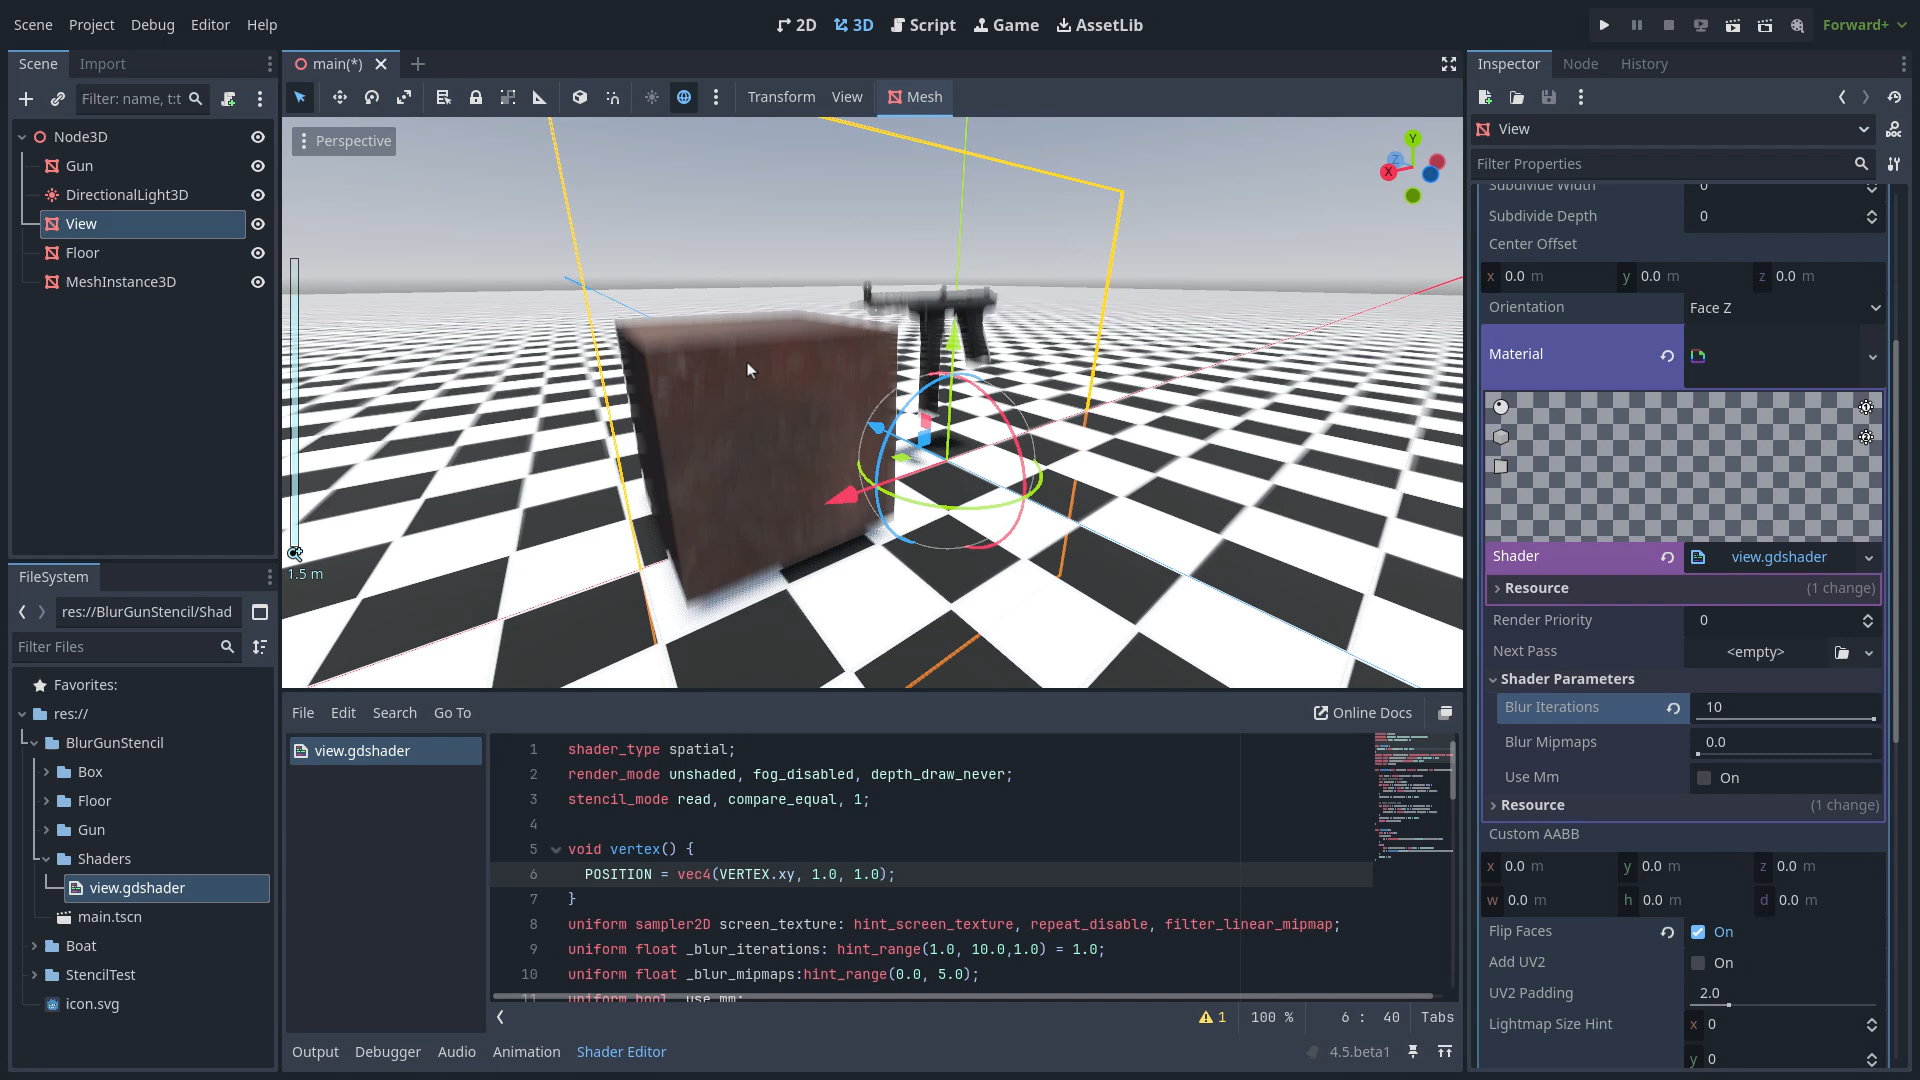 Scene Project Debug Editor Help
2D 3D Script Game AssetLib
Forward+
Scene Import
Filter: name, t:t
Node3D
Gun
DirectionalLight3D
View
Floor
MeshInstance3D
main(*)
Transform View Mesh
Perspective
Y
Z
X
1.5 m
FileSystem
res://BlurGunStencil/Shad
Filter Files
Favorites:
res://
BlurGunStencil
Box
Floor
Gun
Shaders
view.gdshader
main.tscn
Boat
StencilTest
icon.svg
File Edit Search Go To
Online Docs
view.gdshader
1 shader_type spatial;
2 render_mode unshaded, fog_disabled, depth_draw_never;
3 stencil_mode read, compare_equal, 1;
4
5 void vertex() {
6 POSITION = vec4(VERTEX.xy, 1.0, 1.0);
7 }
8 uniform sampler2D screen_texture: hint_screen_texture, repeat_disable, filter_linear_mipmap;
9 uniform float _blur_iterations: hint_range(1.0, 10.0,1.0) = 1.0;
10 uniform float _blur_mipmaps:hint_range(0.0, 5.0);
11 uniform bool _use_mm;
1 100 % 6 : 40 Tabs
Output Debugger Audio Animation Shader Editor
4.5.beta1
Inspector Node History
View
DOC
Filter Properties
Subdivide Width 0
Subdivide Depth 0
Center Offset
x 0.0 m y 0.0 m z 0.0 m
Orientation Face Z
Material
Shader view.gdshader
Resource (1 change)
Render Priority 0
Next Pass <empty>
Shader Parameters
Blur Iterations 10
Blur Mipmaps 0.0
Use Mm On
Resource (1 change)
Custom AABB
x 0.0 m y 0.0 m z 0.0 m
w 0.0 m h 0.0 m d 0.0 m
Flip Faces On
Add UV2 On
UV2 Padding 2.0
Lightmap Size Hint x 0
y 0